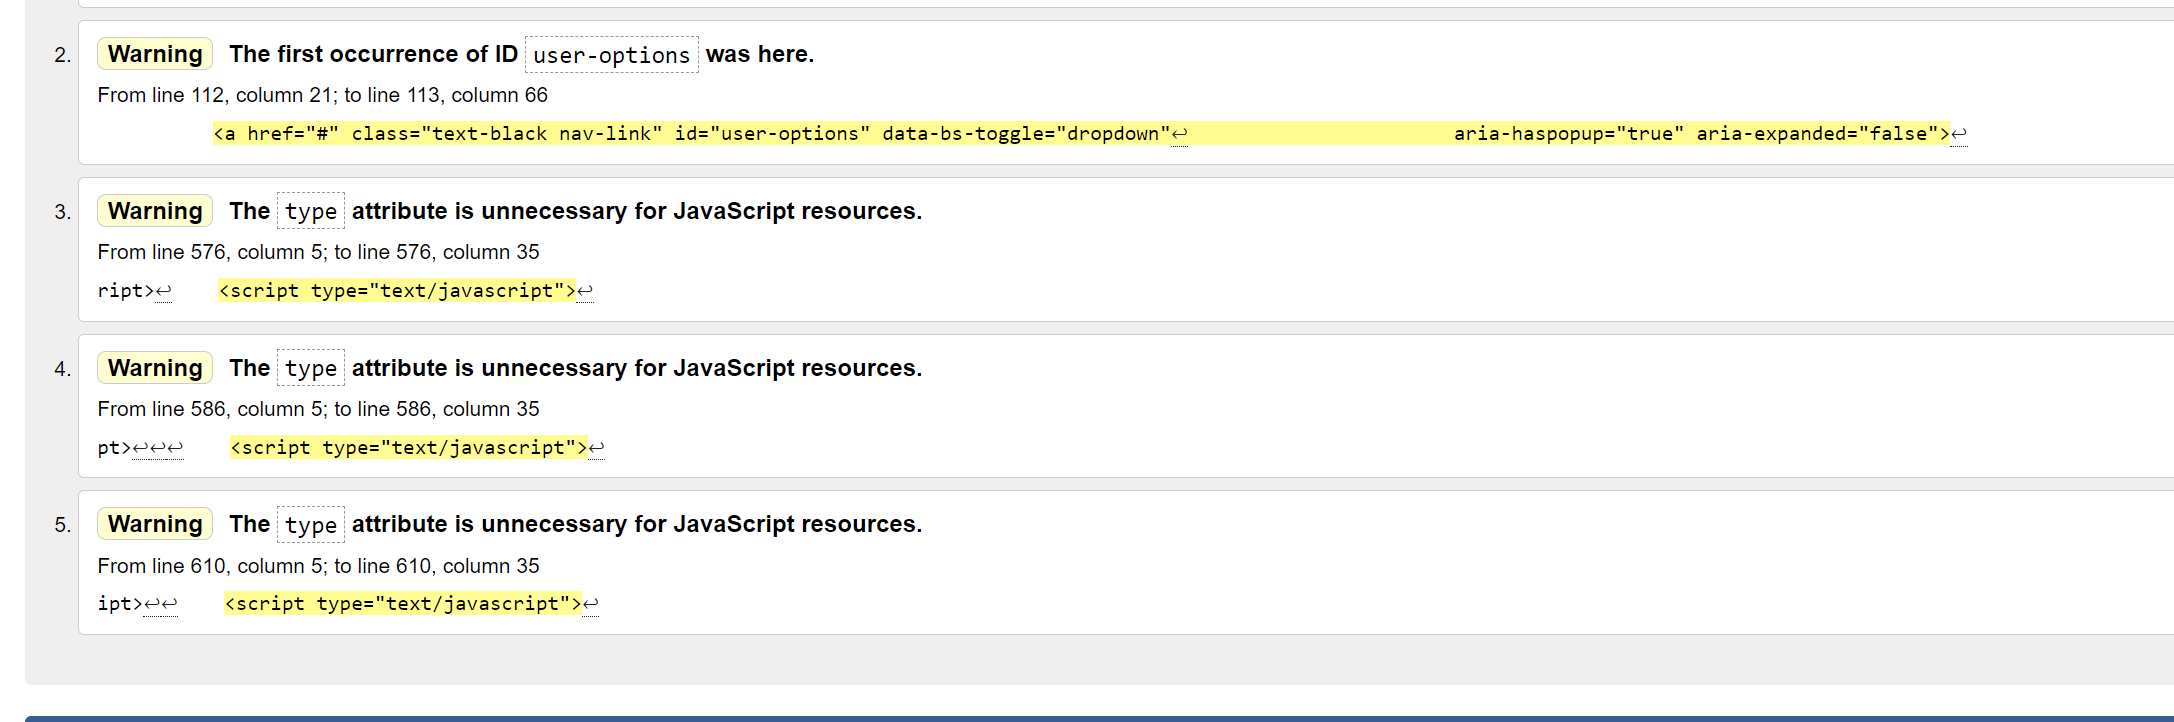 2. Warning The first occurrence of ID user-options was here.
From line 112, column 21; to line 113, column 66
<a href="#" class="text-black nav-link" id="user-options" data-bs-toggle="dropdown"↩ aria-haspopup="true" aria-expanded="false">↩
3. Warning The type attribute is unnecessary for JavaScript resources.
From line 576, column 5; to line 576, column 35
ript>↩ <script type="text/javascript">↩
4. Warning The type attribute is unnecessary for JavaScript resources.
From line 586, column 5; to line 586, column 35
pt>↩↩↩ <script type="text/javascript">↩
5. Warning The type attribute is unnecessary for JavaScript resources.
From line 610, column 5; to line 610, column 35
ipt>↩↩ <script type="text/javascript">↩